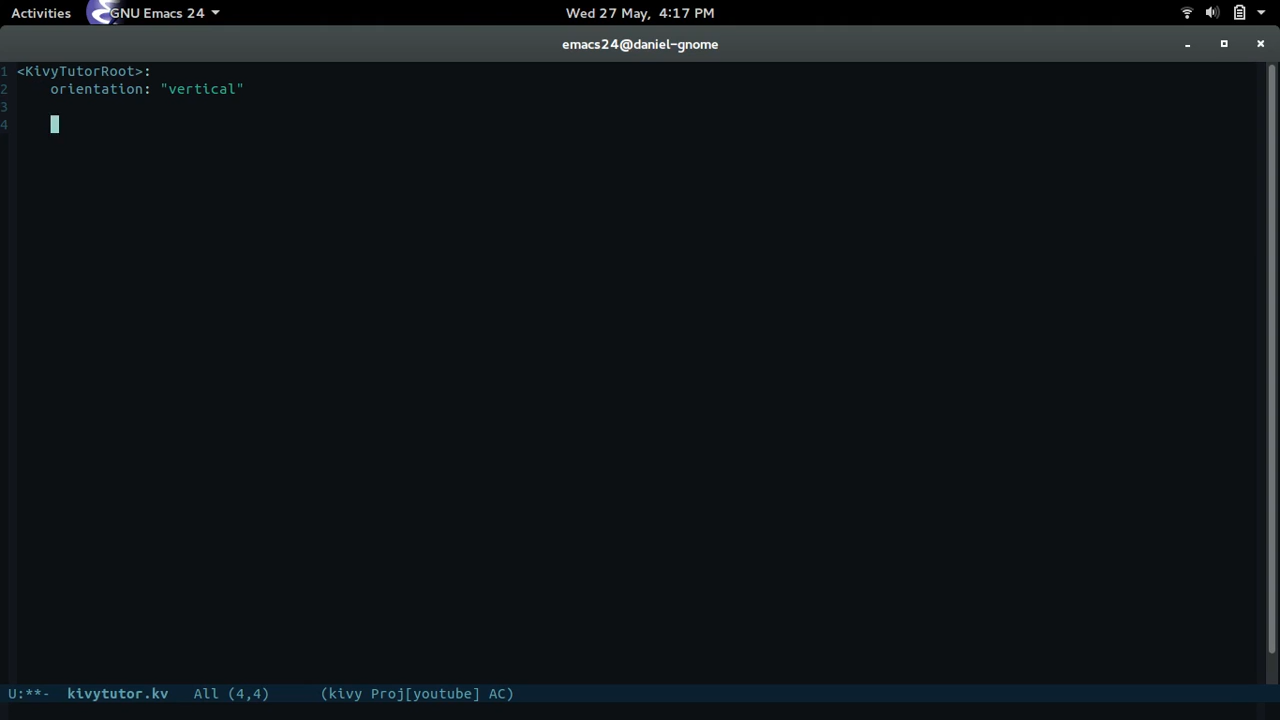 Activities GNU Emacs 24 Wed 27 May, 4:17 PM
emacs24@daniel-gnome
1 <KivyTutorRoot>:
2     orientation: "vertical"
3
4
U:**-  kivytutor.kv   All (4,4)      (kivy Proj[youtube] AC)